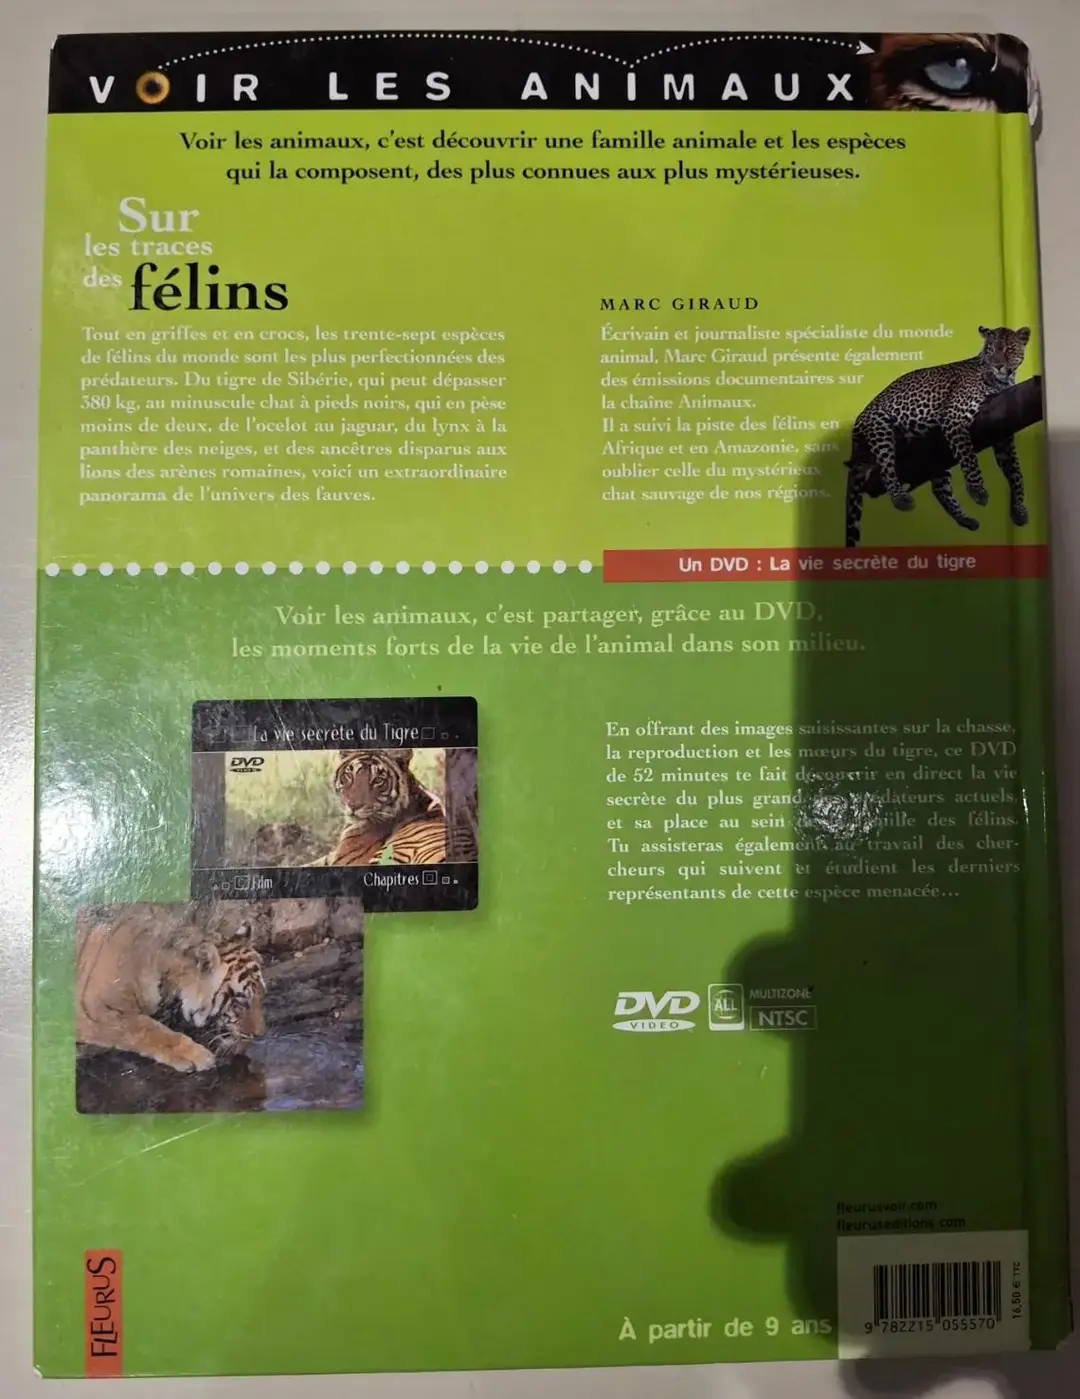 VOIR LES ANIMAUX
Voir les animaux, c'est découvrir une famille animale et les espèces
qui la composent, des plus connues aux plus mystérieuses.
Sur
les traces
des félins
Tout en griffes et en crocs, les trente-sept espèces
de félins du monde sont les plus perfectionnées des
prédateurs. Du tigre de Sibérie, qui peut dépasser
380 kg, au minuscule chat à pieds noirs, qui en pèse
moins de deux, de l'ocelot au jaguar, du lynx à la
panthère des neiges, et des ancêtres disparus aux
lions des arènes romaines, voici un extraordinaire
panorama de l'univers des fauves.
MARC GIRAUD
Écrivain et journaliste spécialiste du monde
animal, Marc Giraud présente également
des émissions documentaires sur
la chaîne Animaux.
Il a suivi la piste des félins en
Afrique et en Amazonie, sans
oublier celle du mystérieux
chat sauvage de nos régions.
Un DVD : La vie secrète du tigre
Voir les animaux, c'est partager, grâce au DVD,
les moments forts de la vie de l'animal dans son milieu.
La vie secrète du Tigre
DVD
VIDEO
Film
Chapitres
En offrant des images saisissantes sur la chasse,
la reproduction et les mœurs du tigre, ce DVD
de 52 minutes te fait découvrir en direct la vie
secrète du plus grand des prédateurs actuels,
et sa place au sein famille des félins.
Tu assisteras également au travail des cher-
cheurs qui suivent et étudient les derniers
représentants de cette espèce menacée...
DVD
VIDEO
ALL
MULTIZONE
NTSC
fleurusvoir.com
fleuruseditions.com
FLEURUS
À partir de 9 ans
9 782215 055570
16,50 € TTC